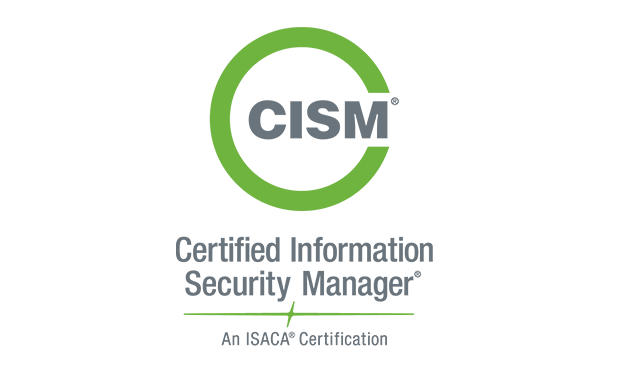 CISM®
Certified Information
Security Manager®
An ISACA® Certification